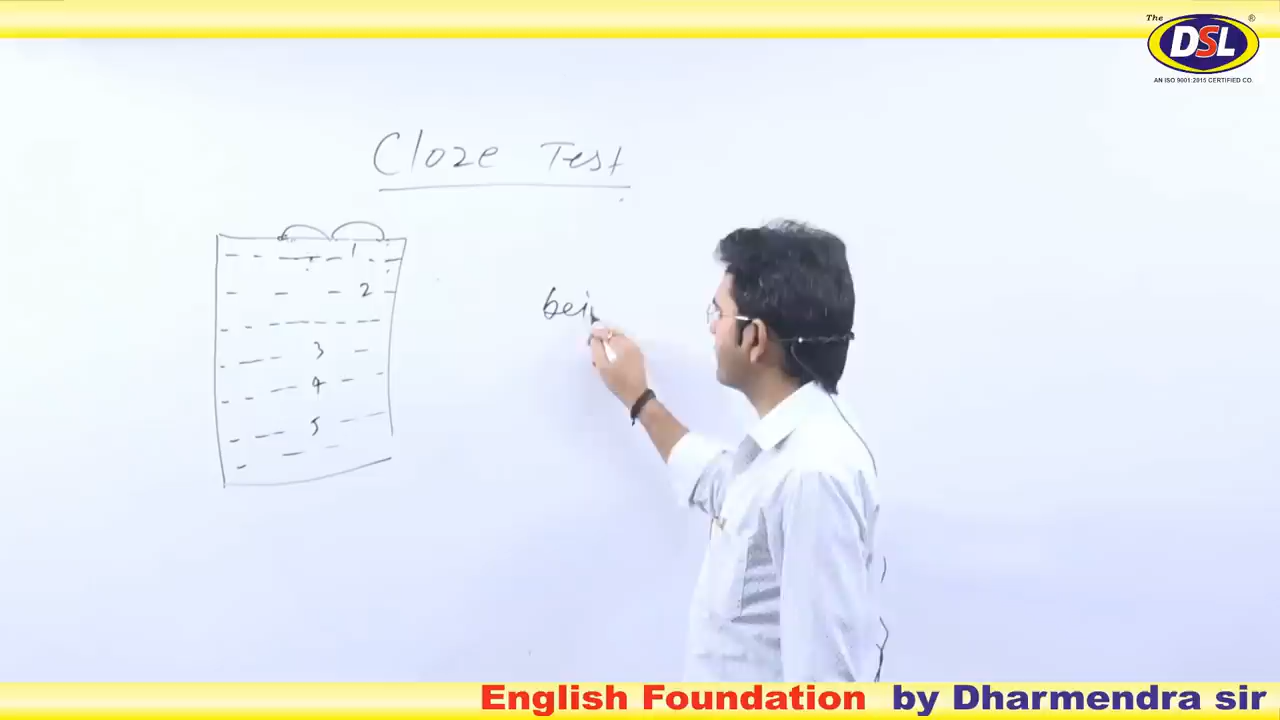 The
®
DSL
AN ISO 9001:2015 CERTIFIED CO.
Cloze Test
1
2
3
4
5
bei
English Foundation by Dharmendra sir